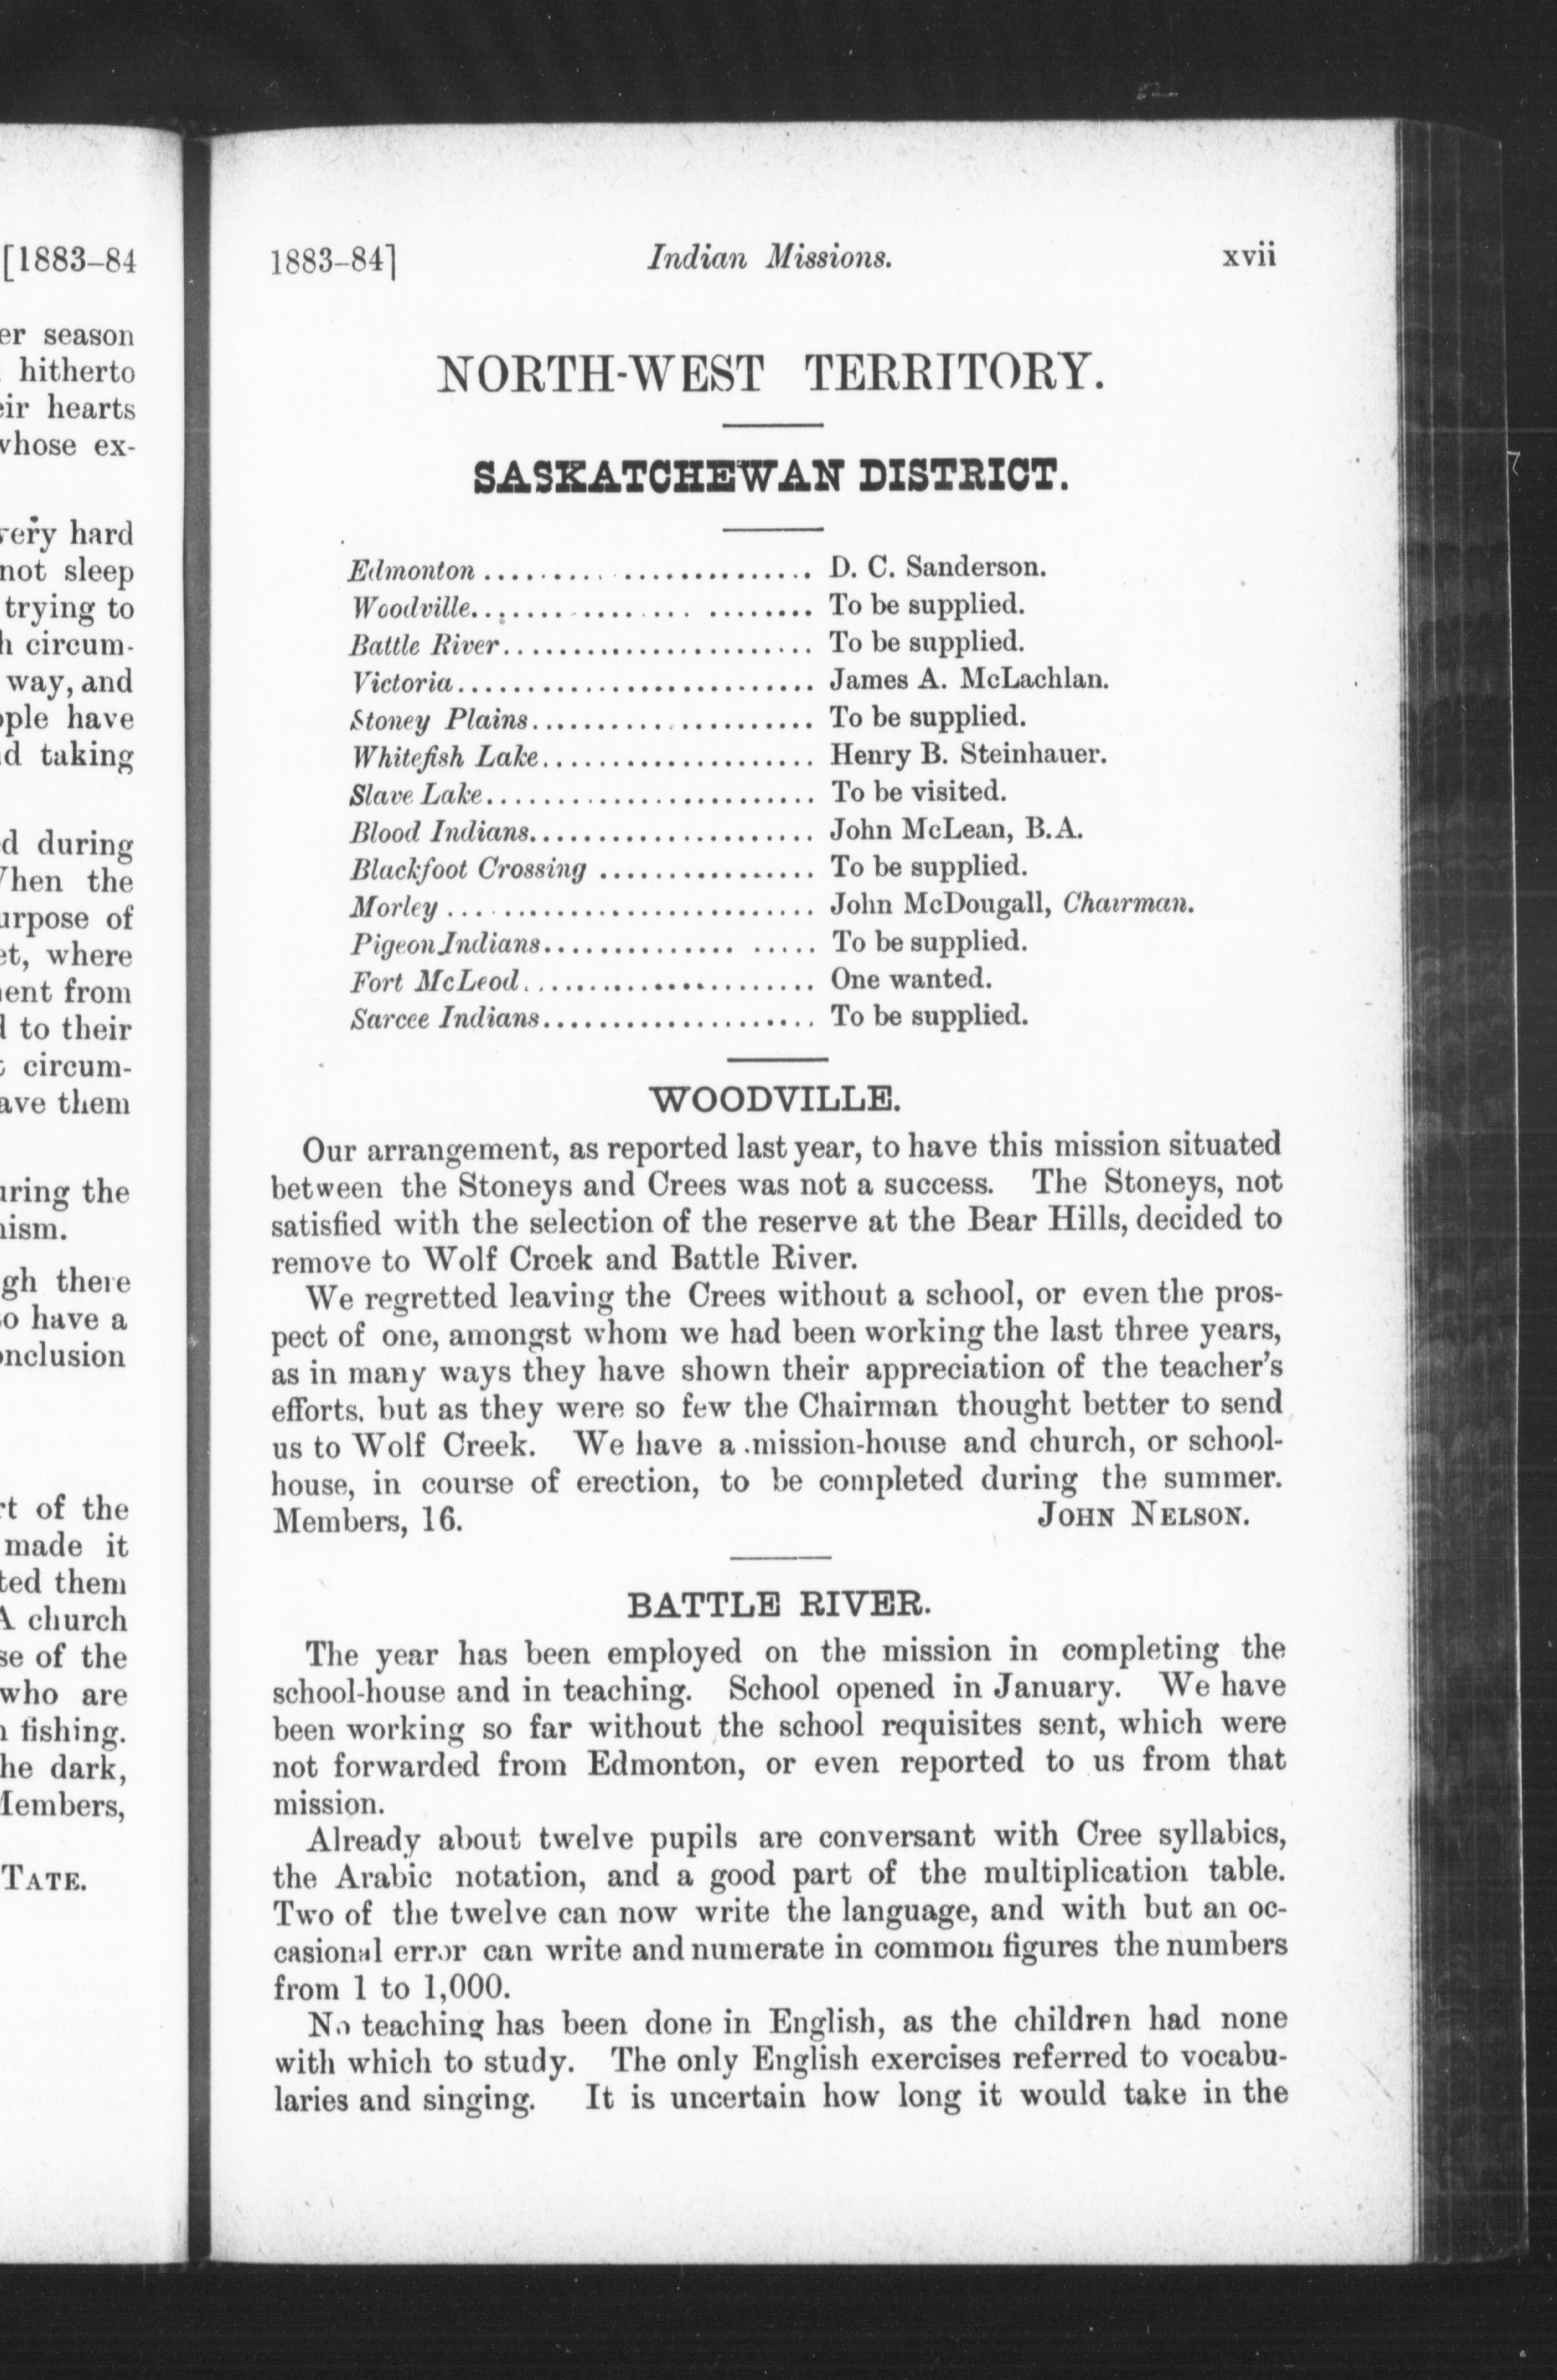 [1883–84
er season
hitherto
eir hearts
whose ex-
very hard
not sleep
trying to
h circum-
way, and
ople have
d taking
d during
When the
urpose of
et, where
ment from
d to their
circum-
ave them
uring the
nism.
gh there
to have a
onclusion
rt of the
made it
ted them
A church
se of the
who are
n fishing.
he dark,
Members,
TATE.
1883–84] Indian Missions. xvii
NORTH-WEST TERRITORY.
SASKATCHEWAN DISTRICT.
Edmonton .......................... D. C. Sanderson.
Woodville.......................... To be supplied.
Battle River....................... To be supplied.
Victoria.......................... James A. McLachlan.
Stoney Plains..................... To be supplied.
Whitefish Lake.................... Henry B. Steinhauer.
Slave Lake........................ To be visited.
Blood Indians..................... John McLean, B.A.
Blackfoot Crossing ................ To be supplied.
Morley ........................... John McDougall, Chairman.
Pigeon Indians.................... To be supplied.
Fort McLeod....................... One wanted.
Sarcee Indians.................... To be supplied.
WOODVILLE.
Our arrangement, as reported last year, to have this mission situated
between the Stoneys and Crees was not a success. The Stoneys, not
satisfied with the selection of the reserve at the Bear Hills, decided to
remove to Wolf Creek and Battle River.
We regretted leaving the Crees without a school, or even the pros-
pect of one, amongst whom we had been working the last three years,
as in many ways they have shown their appreciation of the teacher's
efforts, but as they were so few the Chairman thought better to send
us to Wolf Creek. We have a mission-house and church, or school-
house, in course of erection, to be completed during the summer.
Members, 16. JOHN NELSON.
BATTLE RIVER.
The year has been employed on the mission in completing the
school-house and in teaching. School opened in January. We have
been working so far without the school requisites sent, which were
not forwarded from Edmonton, or even reported to us from that
mission.
Already about twelve pupils are conversant with Cree syllabics,
the Arabic notation, and a good part of the multiplication table.
Two of the twelve can now write the language, and with but an oc-
casional error can write and numerate in common figures the numbers
from 1 to 1,000.
No teaching has been done in English, as the children had none
with which to study. The only English exercises referred to vocabu-
laries and singing. It is uncertain how long it would take in the